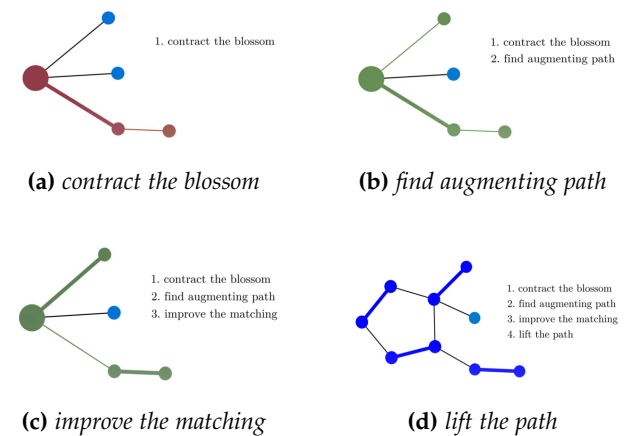 1. contract the blossom
(a) contract the blossom
1. contract the blossom
2. find augmenting path
(b) find augmenting path
1. contract the blossom
2. find augmenting path
3. improve the matching
(c) improve the matching
1. contract the blossom
2. find augmenting path
3. improve the matching
4. lift the path
(d) lift the path